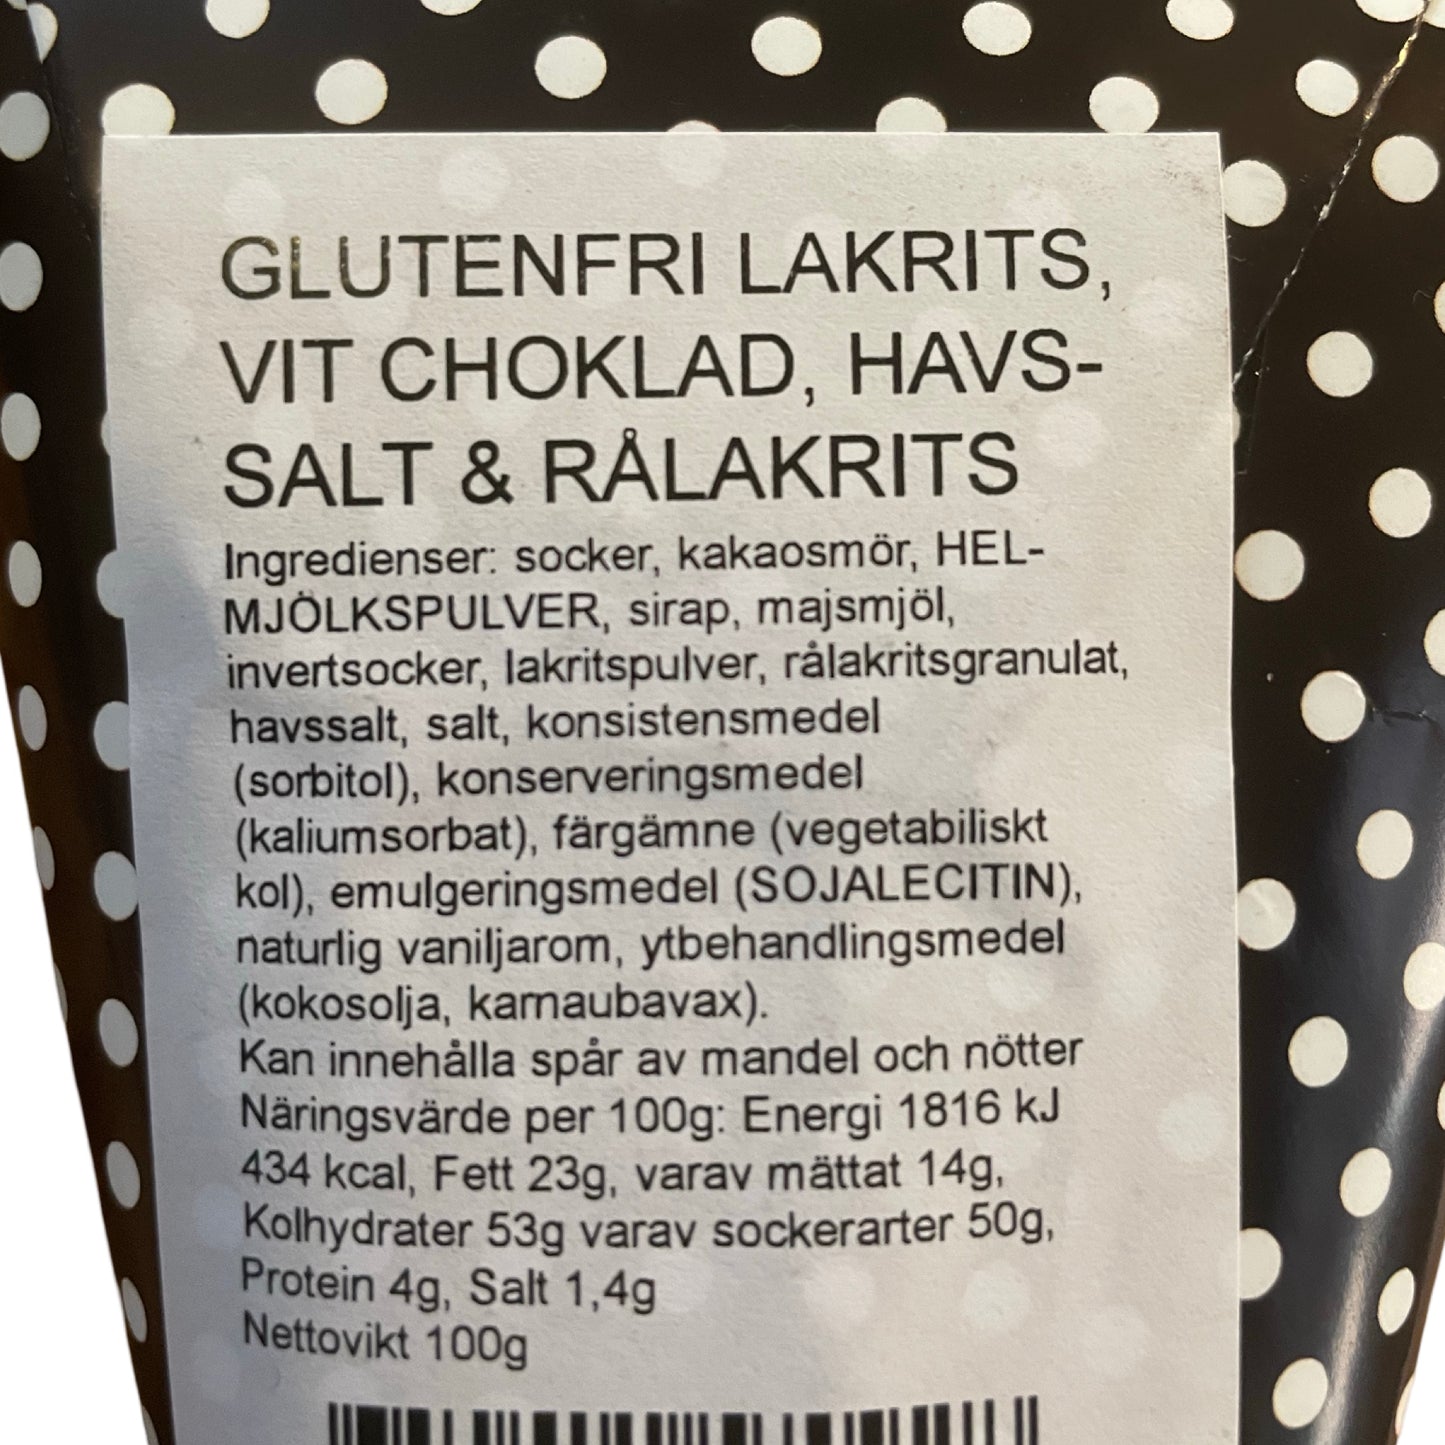 GLUTENFRI LAKRITS,
VIT CHOKLAD, HAVS-
SALT & RÅLAKRITS
Ingredienser: socker, kakaosmör, HEL-
MJÖLKSPULVER, sirap, majsmjöl,
invertsocker, lakritspulver, rålakritsgranulat,
havssalt, salt, konsistensmedel
(sorbitol), konserveringsmedel
(kaliumsorbat), färgämne (vegetabiliskt
kol), emulgeringsmedel (SOJALECITIN),
naturlig vaniljarom, ytbehandlingsmedel
(kokosolja, karnaubavax).
Kan innehålla spår av mandel och nötter
Näringsvärde per 100g: Energi 1816 kJ
434 kcal, Fett 23g, varav mättat 14g,
Kolhydrater 53g varav sockerarter 50g,
Protein 4g, Salt 1,4g
Nettovikt 100g